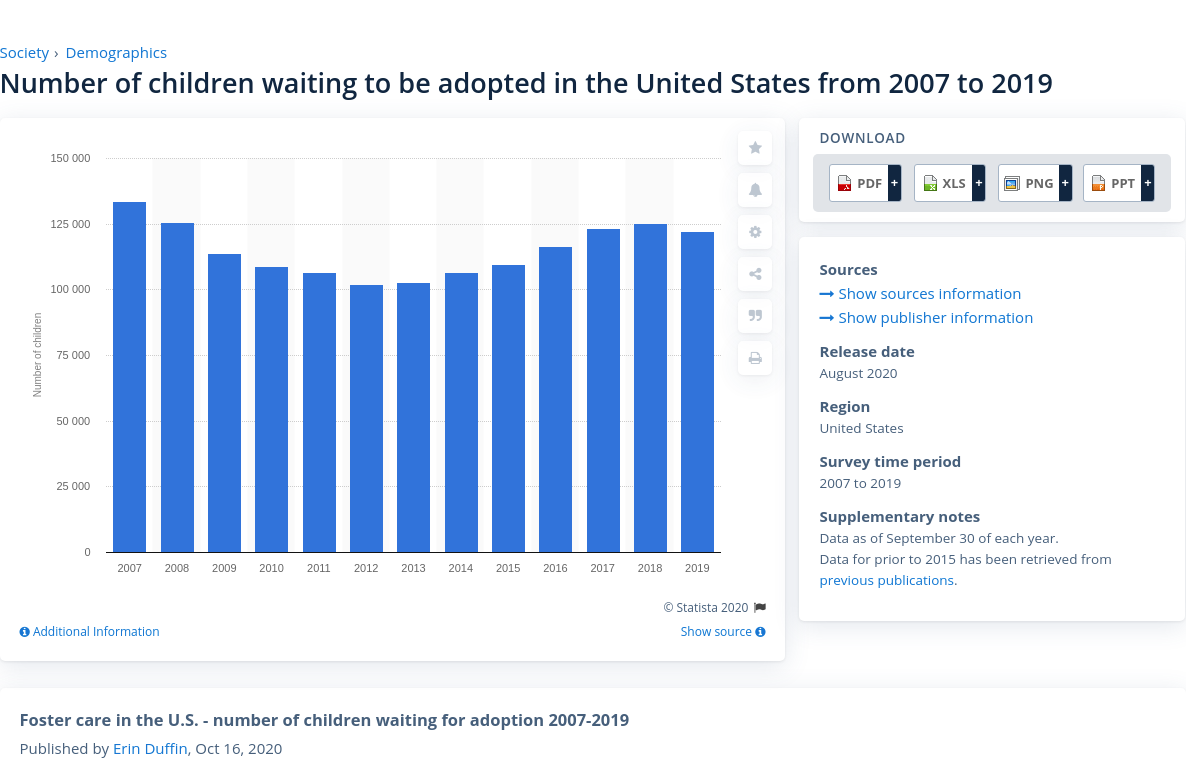 Society › Demographics
Number of children waiting to be adopted in the United States from 2007 to 2019
150 000
125 000
100 000
75 000
50 000
25 000
0
Number of children
2007 2008 2009 2010 2011 2012 2013 2014 2015 2016 2017 2018 2019
© Statista 2020
Additional Information
Show source
DOWNLOAD
PDF + XLS + PNG + PPT +
Sources
Show sources information
Show publisher information
Release date
August 2020
Region
United States
Survey time period
2007 to 2019
Supplementary notes
Data as of September 30 of each year.
Data for prior to 2015 has been retrieved from
previous publications.
Foster care in the U.S. - number of children waiting for adoption 2007-2019
Published by Erin Duffin, Oct 16, 2020